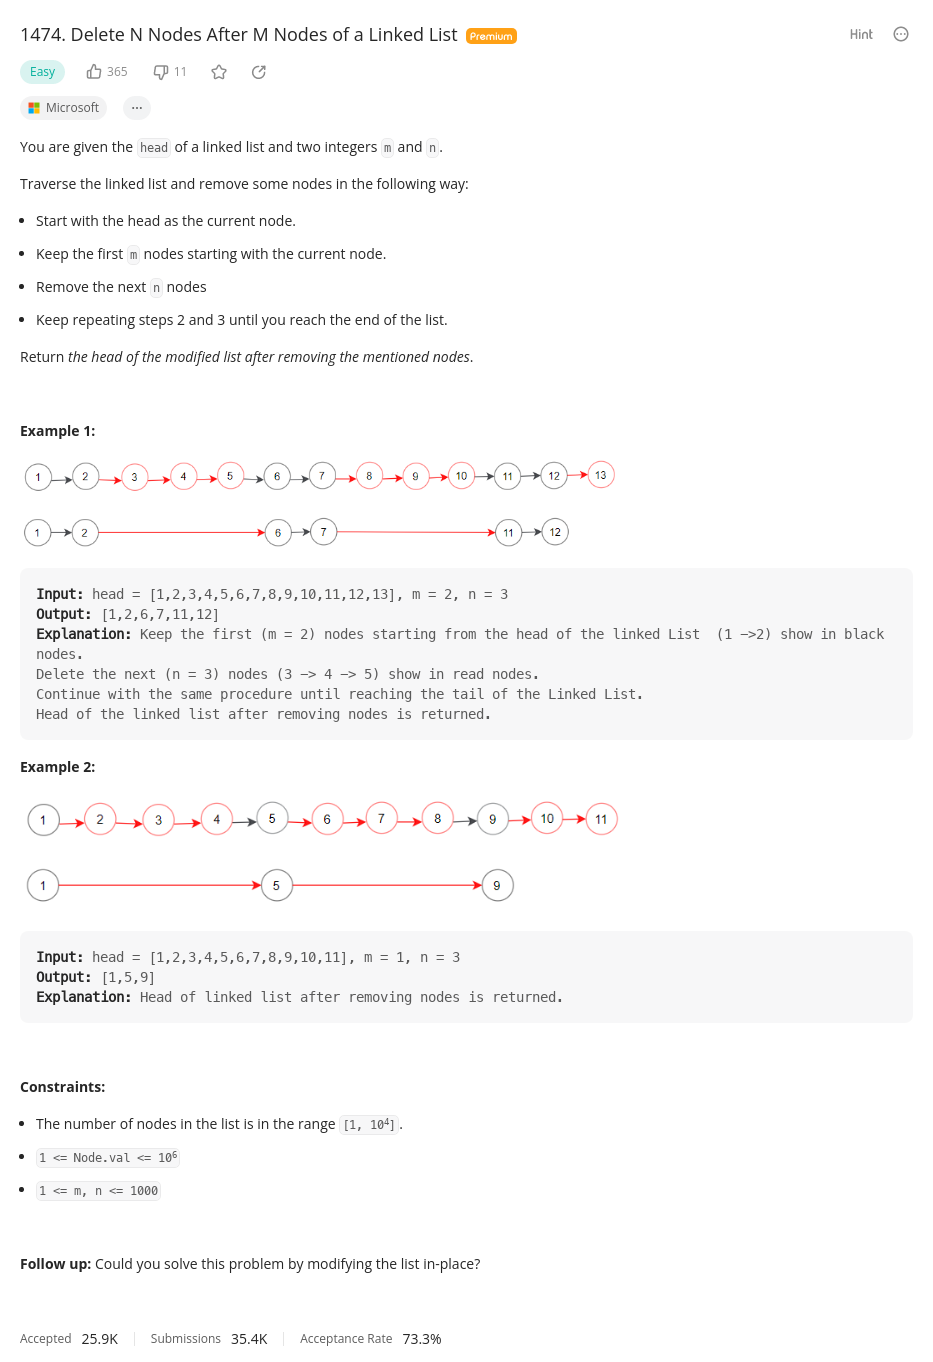 1474. Delete N Nodes After M Nodes of a Linked List Premium Hint
Easy 365 11
Microsoft ...
You are given the head of a linked list and two integers m and n.
Traverse the linked list and remove some nodes in the following way:
• Start with the head as the current node.
• Keep the first m nodes starting with the current node.
• Remove the next n nodes
• Keep repeating steps 2 and 3 until you reach the end of the list.
Return the head of the modified list after removing the mentioned nodes.
Example 1:
1 2 3 4 5 6 7 8 9 10 11 12 13
1 2 6 7 11 12
Input: head = [1,2,3,4,5,6,7,8,9,10,11,12,13], m = 2, n = 3
Output: [1,2,6,7,11,12]
Explanation: Keep the first (m = 2) nodes starting from the head of the linked List  (1 ->2) show in black
nodes.
Delete the next (n = 3) nodes (3 -> 4 -> 5) show in read nodes.
Continue with the same procedure until reaching the tail of the Linked List.
Head of the linked list after removing nodes is returned.
Example 2:
1 2 3 4 5 6 7 8 9 10 11
1 5 9
Input: head = [1,2,3,4,5,6,7,8,9,10,11], m = 1, n = 3
Output: [1,5,9]
Explanation: Head of linked list after removing nodes is returned.
Constraints:
• The number of nodes in the list is in the range [1, 10⁴].
• 1 <= Node.val <= 10⁶
• 1 <= m, n <= 1000
Follow up: Could you solve this problem by modifying the list in-place?
Accepted 25.9K Submissions 35.4K Acceptance Rate 73.3%